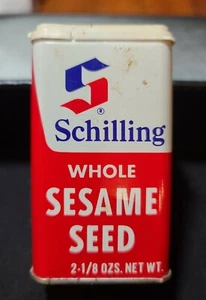 S
®
Schilling
WHOLE
SESAME
SEED
2-1/8 OZS. NET WT.